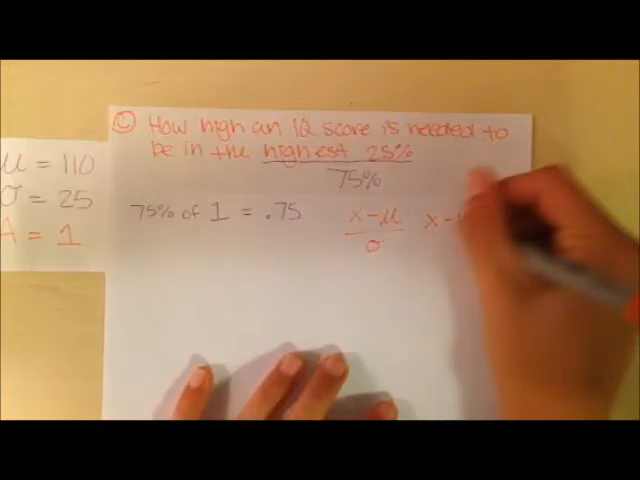 How high an IQ score is needed to
be in the highest 25%
75%
μ = 110
σ = 25
A = 1
75% of 1 = .75
x-μ
σ
x-